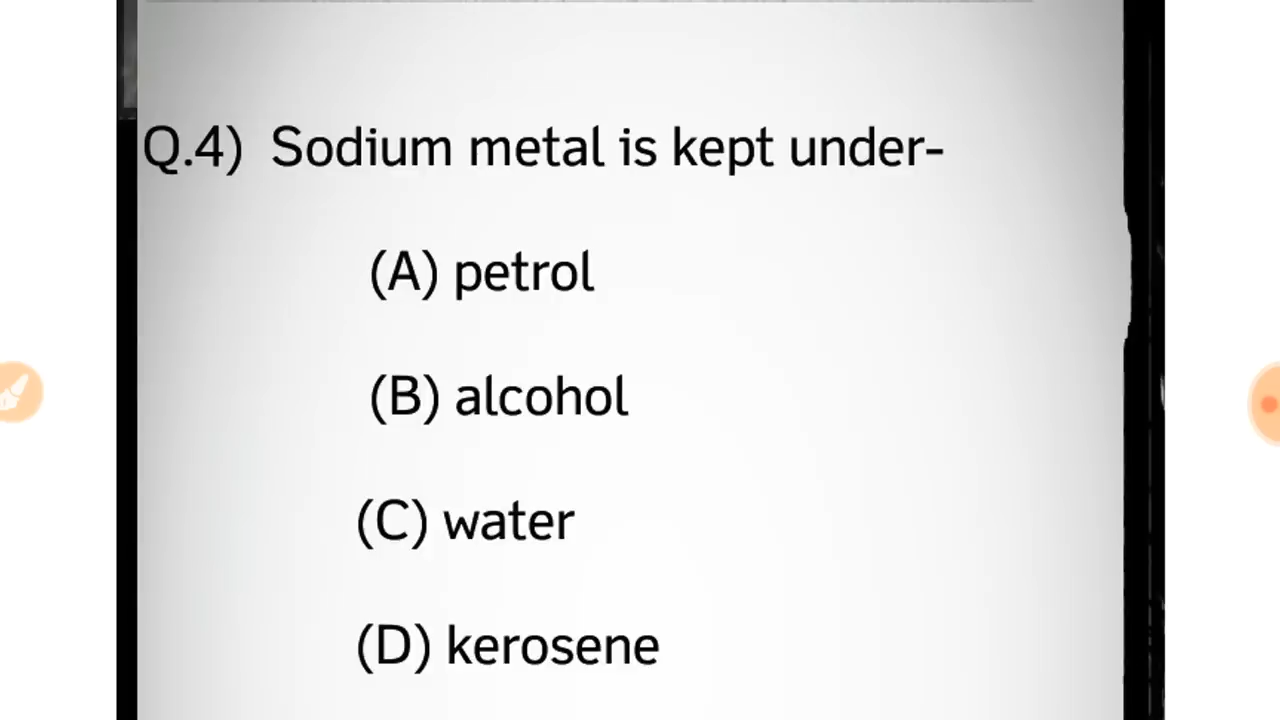 Q.4) Sodium metal is kept under-
(A) petrol
(B) alcohol
(C) water
(D) kerosene